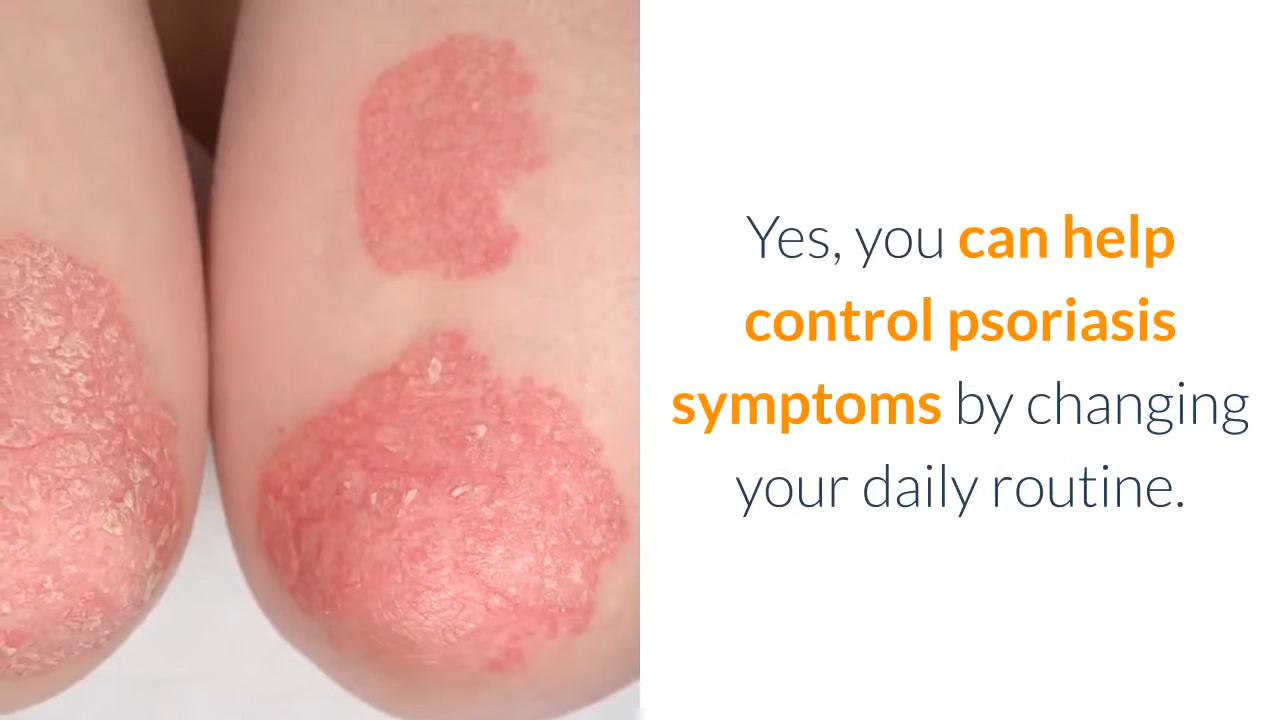 Yes, you can help
control psoriasis
symptoms by changing
your daily routine.